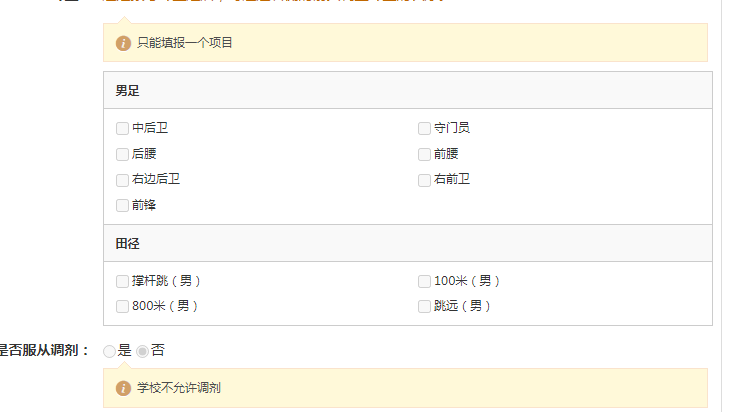 只能填报一个项目
男足
中后卫 守门员
后腰 前腰
右边后卫 右前卫
前锋
田径
撑杆跳（男） 100米（男）
800米（男） 跳远（男）
是否服从调剂： 是 否
学校不允许调剂